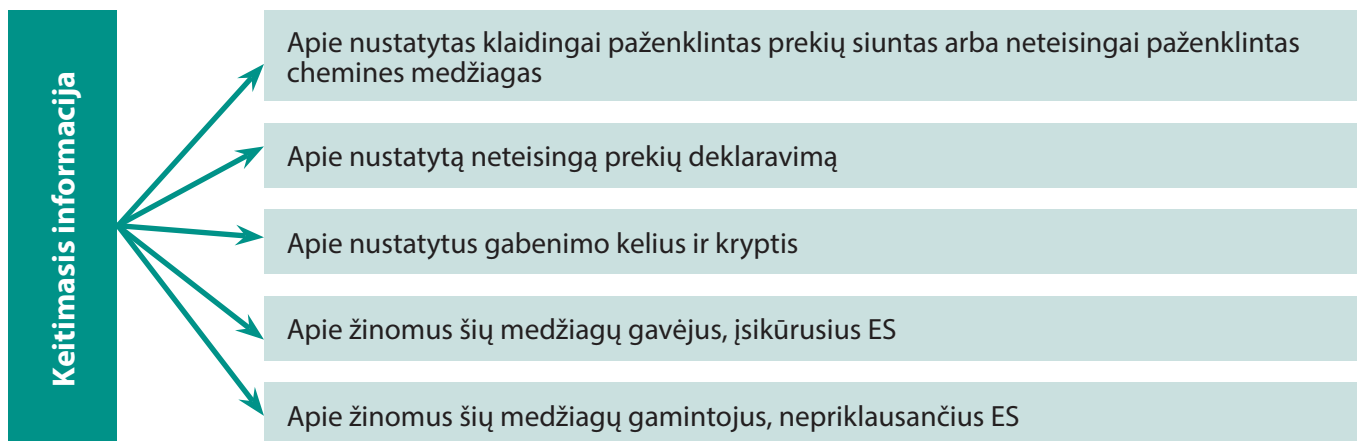 Keitimasis informacija
Apie nustatytas klaidingai paženklintas prekių siuntas arba neteisingai paženklintas
chemines medžiagas
Apie nustatytą neteisingą prekių deklaravimą
Apie nustatytus gabenimo kelius ir kryptis
Apie žinomus šių medžiagų gavėjus, įsikūrusius ES
Apie žinomus šių medžiagų gamintojus, nepriklausančius ES